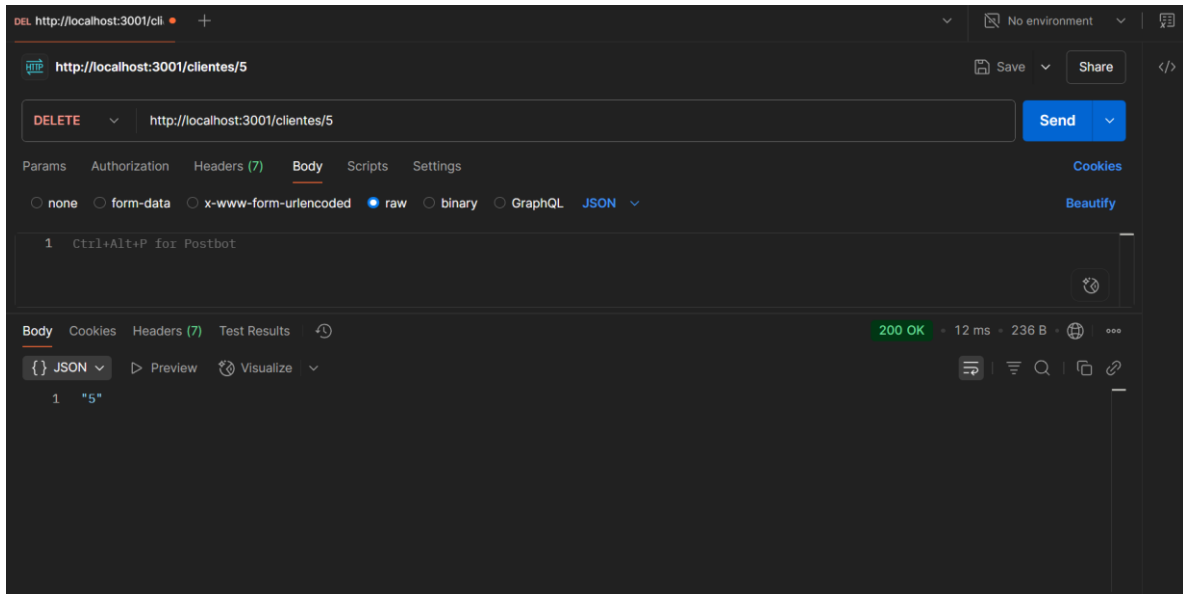 DEL http://localhost:3001/cli
No environment
HTTP http://localhost:3001/clientes/5
Save
Share
</>
DELETE http://localhost:3001/clientes/5
Send
Params Authorization Headers (7) Body Scripts Settings
Cookies
none form-data x-www-form-urlencoded raw binary GraphQL JSON
Beautify
1 Ctrl+Alt+P for Postbot
Body Cookies Headers (7) Test Results
200 OK • 12 ms • 236 B
{} JSON Preview Visualize
1 "5"